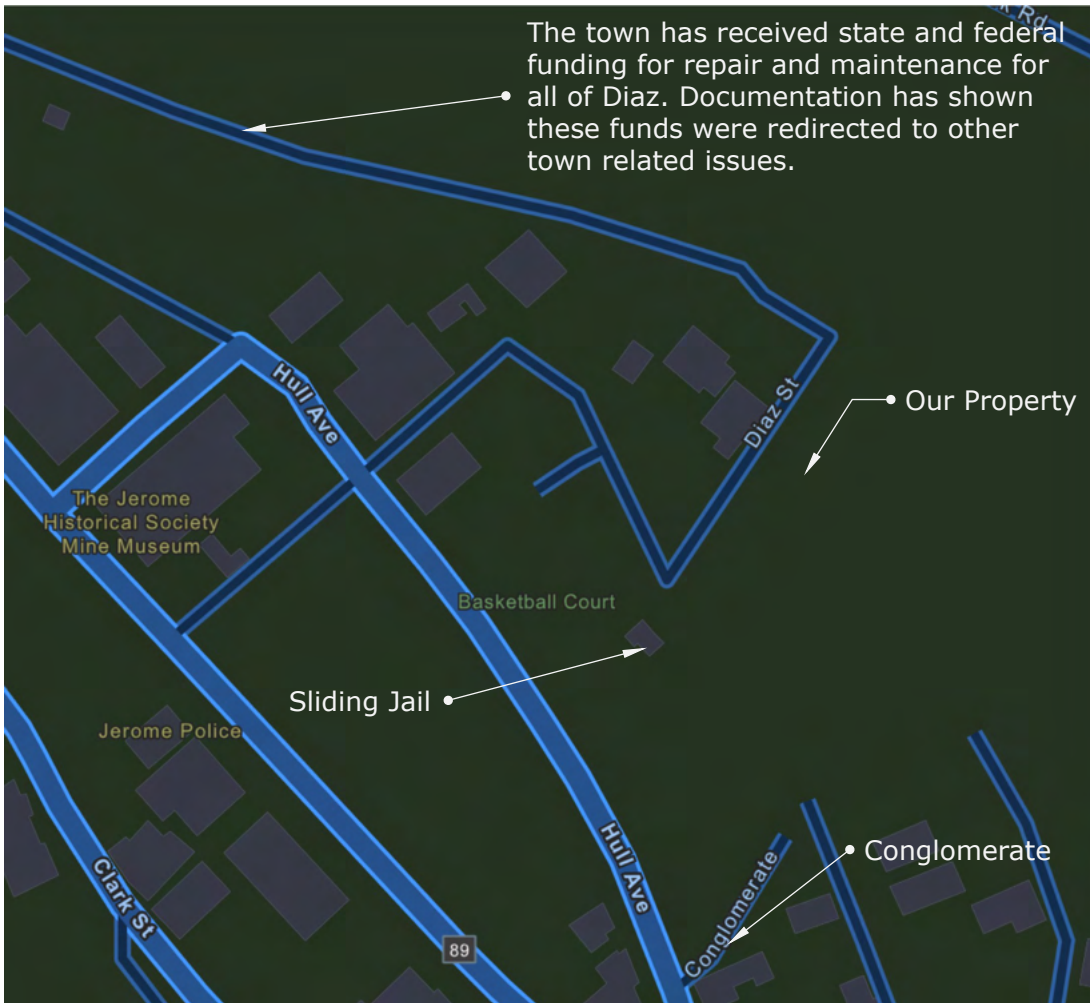 k Rd
The town has received state and federal
funding for repair and maintenance for
all of Diaz. Documentation has shown
these funds were redirected to other
town related issues.
Hull Ave
Diaz St
Our Property
The Jerome
Historical Society
Mine Museum
Basketball Court
Sliding Jail
Jerome Police
Hull Ave
Conglomerate
Clark St
Conglomerate
89